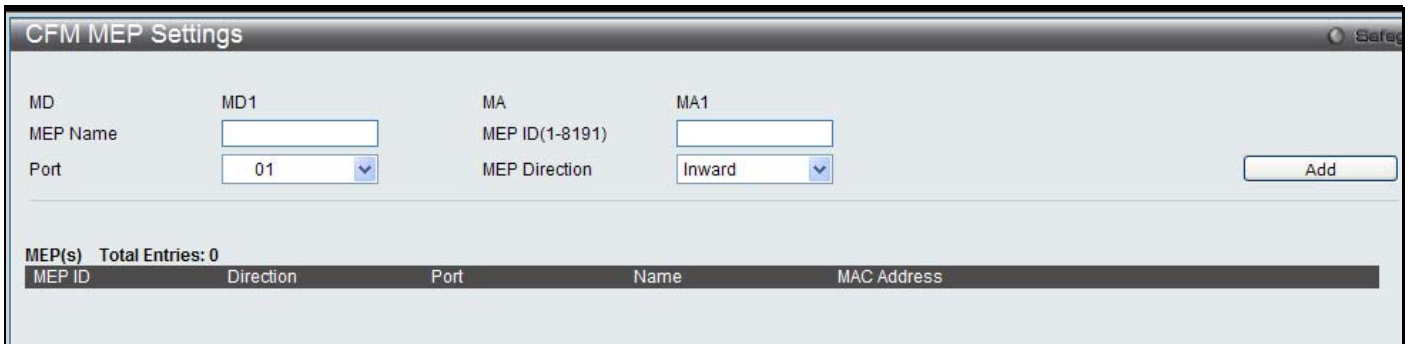 CFM MEP Settings
MD MD1 MA MA1
MEP Name MEP ID(1-8191)
Port 01 MEP Direction Inward Add
MEP(s) Total Entries: 0
MEP ID Direction Port Name MAC Address